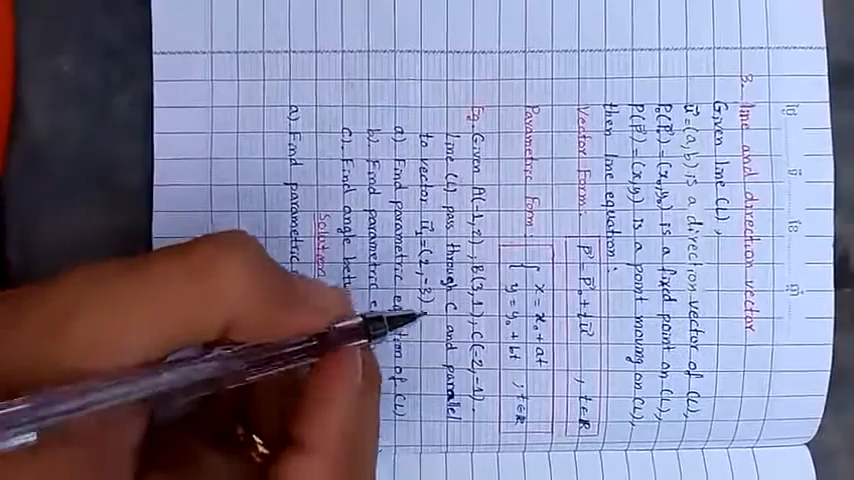 3. line and direction vector
Given line (L),
u⃗ = (a,b) is a direction vector of (L),
P₀(r⃗₀) = (x₀,y₀) is a fixed point on (L),
P(r⃗) = (x,y) is a point moving on (L),
then line equation:
Vector Form: r⃗ = r⃗₀ + tu⃗ , t∈R
Parametric Form: { x = x₀ + at
y = y₀ + bt , t∈R
Eg. Given A(-1,2), B(3,1), C(-2,-1).
line (L) pass through C and parallel
to vector u⃗₁ = (2,-3)
a) Find parametric of (L)
b) Find parametric
c) Find angle
Solution
a) Find parametric